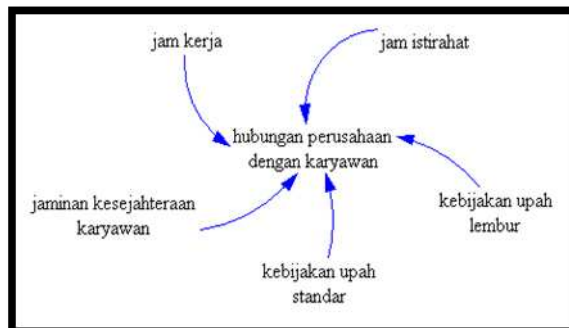 jam kerja
jam istirahat
hubungan perusahaan
dengan karyawan
jaminan kesejahteraan
karyawan
kebijakan upah
lembur
kebijakan upah
standar